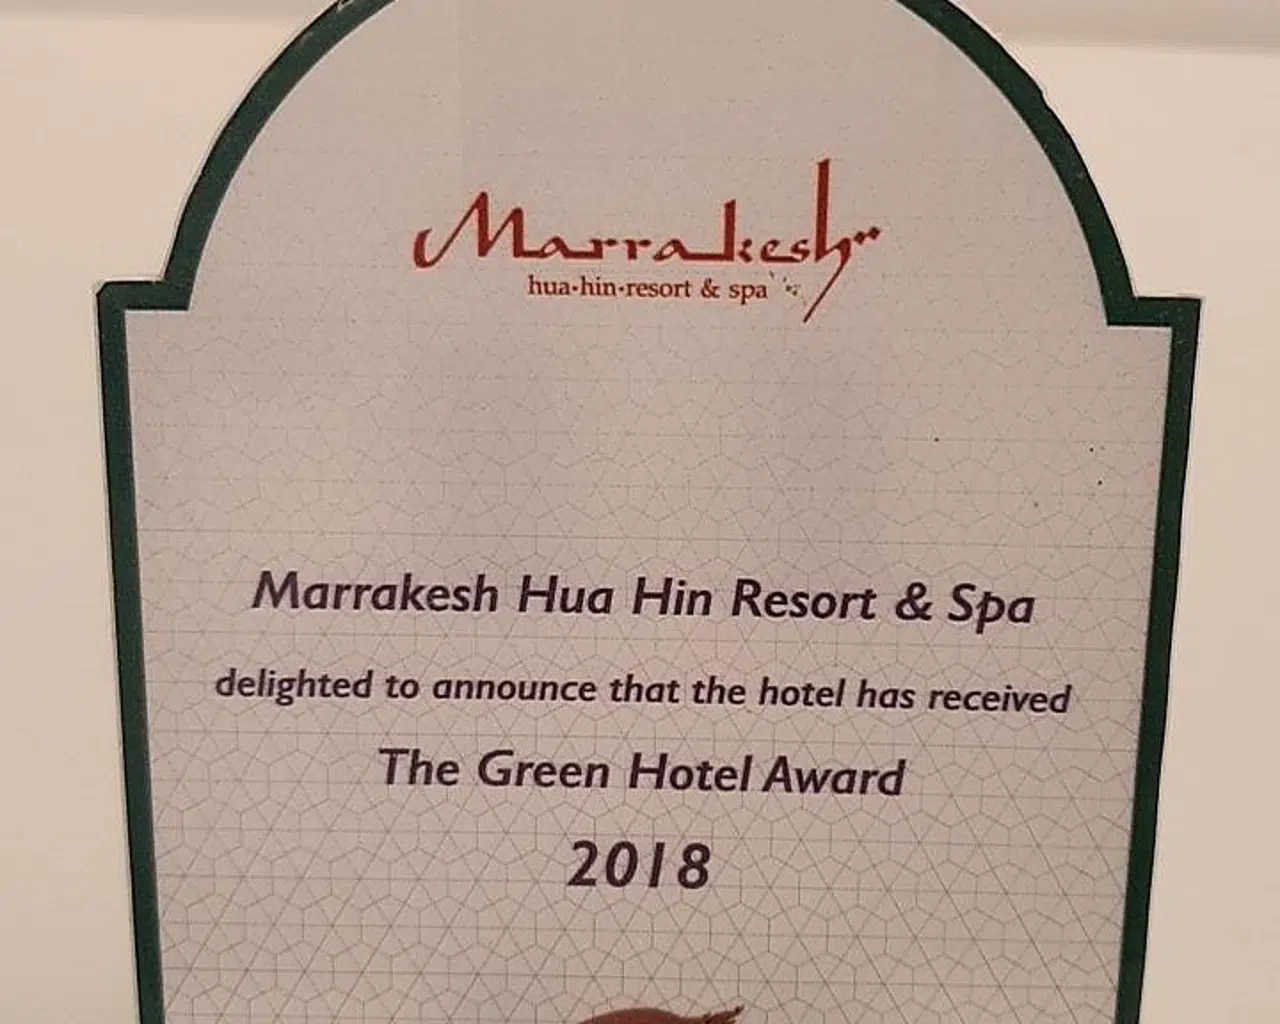 Marrakesh
hua·hin·resort & spa
Marrakesh Hua Hin Resort & Spa
delighted to announce that the hotel has received
The Green Hotel Award
2018